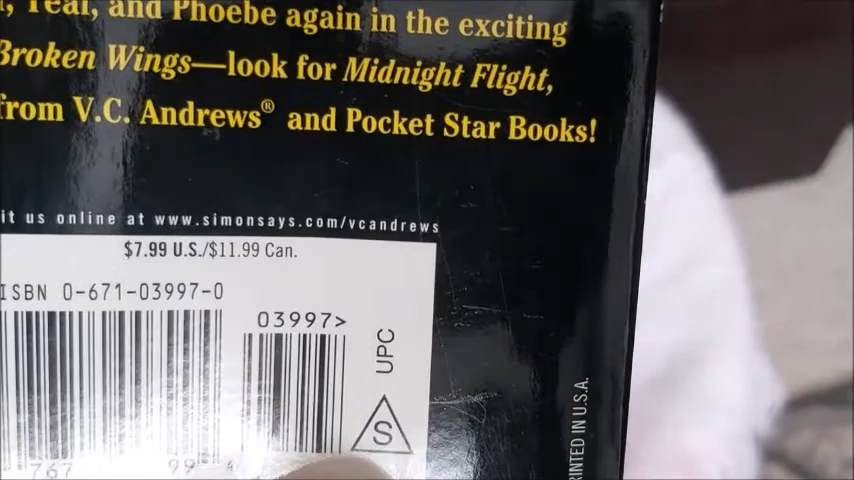 Teal, and Phoebe again in the exciting
Broken Wings—look for Midnight Flight,
from V.C. Andrews® and Pocket Star Books!
it us online at www.simonsays.com/vcandrews
$7.99 U.S./$11.99 Can.
ISBN 0-671-03997-0
03997>
UPC
S
RINTED IN U.S.A.
767
99